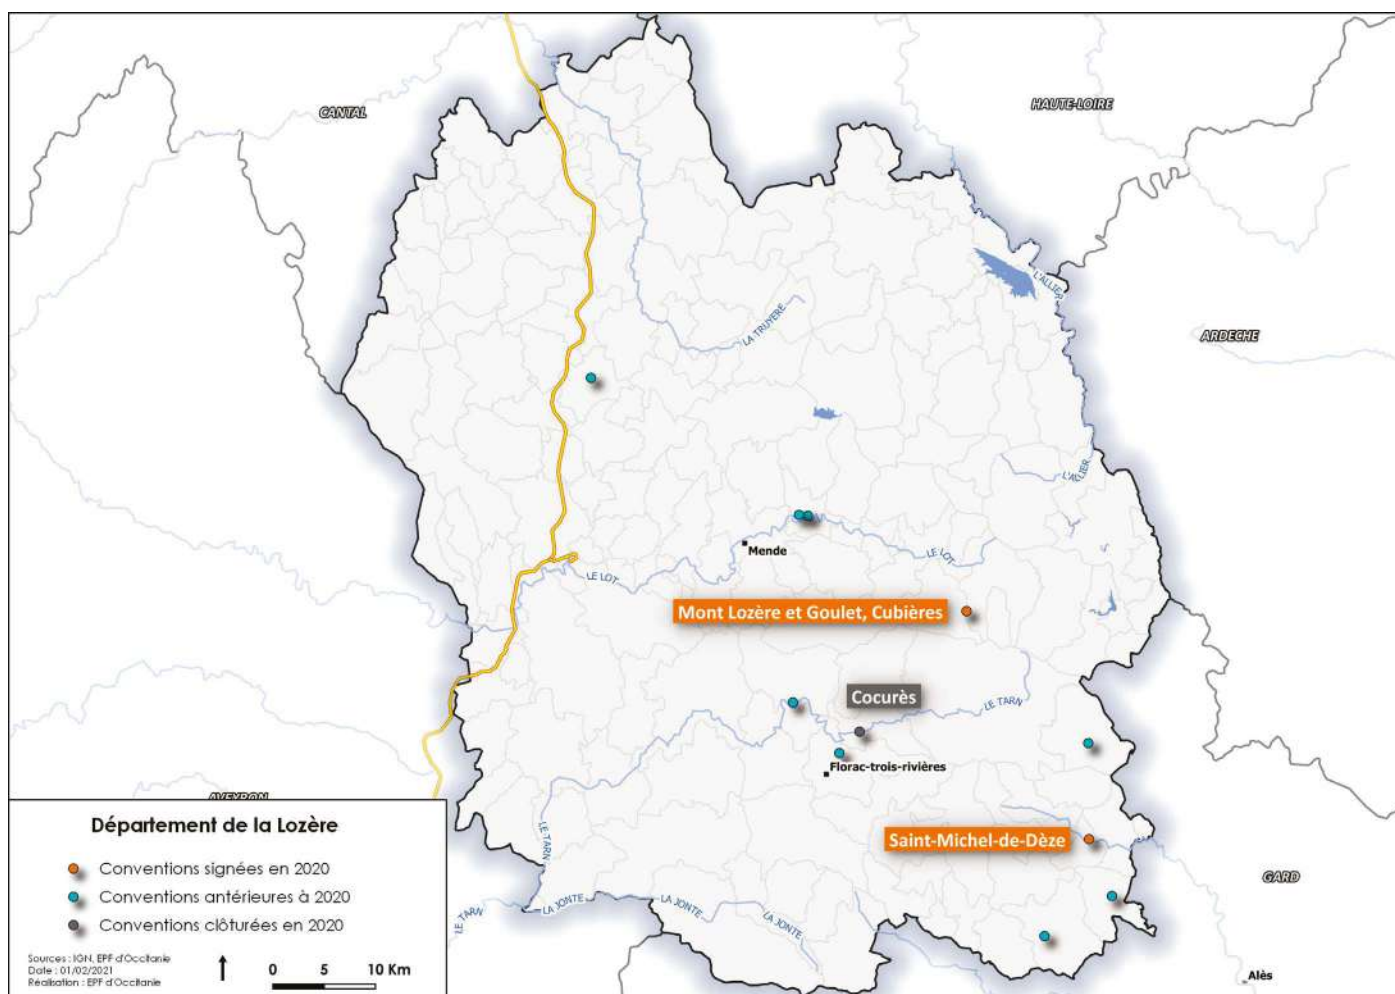 CANTAL
HAUTE-LOIRE
L'ALLIER
LA TRUYERE
ARDECHE
L'ALLIER
Mende
LE LOT
LE LOT
Mont Lozère et Goulet, Cubières
Cocurès
LE TARN
Florac-trois-rivières
AVEYRON
LE TARN
Saint-Michel-de-Dèze
GARD
LA JONTE
LA JONTE
LA JONTE
LE TARN
Alès
Département de la Lozère
Conventions signées en 2020
Conventions antérieures à 2020
Conventions clôturées en 2020
Sources : IGN, EPF d'Occitanie
Date : 01/02/2021
Réalisation : EPF d'Occitanie
0 5 10 Km